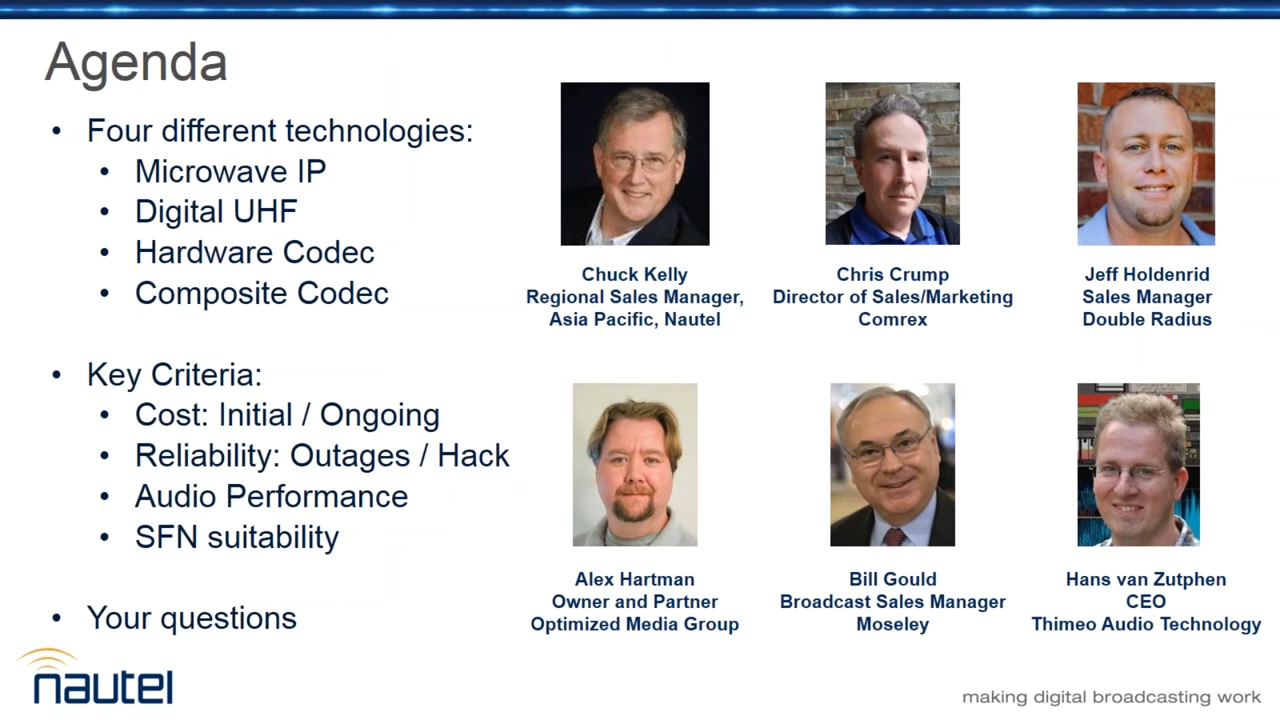 Agenda
• Four different technologies:
• Microwave IP
• Digital UHF
• Hardware Codec
• Composite Codec
• Key Criteria:
• Cost: Initial / Ongoing
• Reliability: Outages / Hack
• Audio Performance
• SFN suitability
• Your questions
Chuck Kelly
Regional Sales Manager,
Asia Pacific, Nautel
Chris Crump
Director of Sales/Marketing
Comrex
Jeff Holdenrid
Sales Manager
Double Radius
Alex Hartman
Owner and Partner
Optimized Media Group
Bill Gould
Broadcast Sales Manager
Moseley
Hans van Zutphen
CEO
Thimeo Audio Technology
nautel
making digital broadcasting work